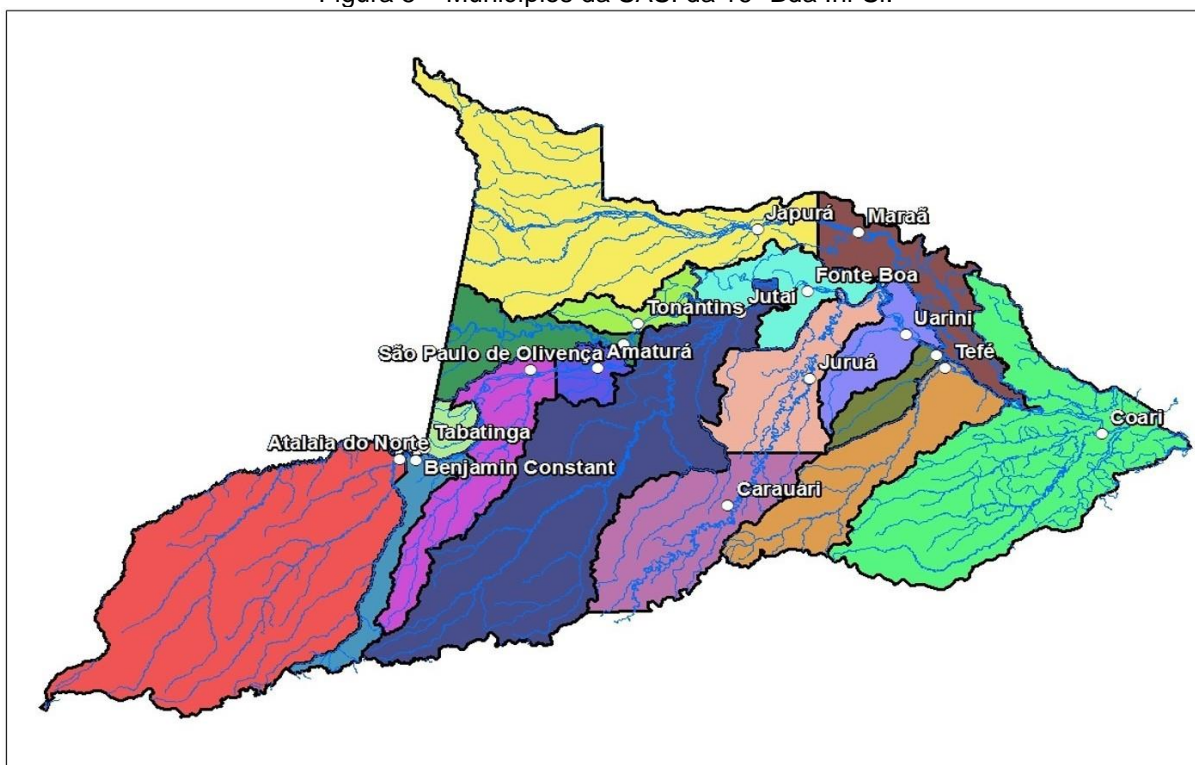 Japurá
Maraã
Fonte Boa
Tonantins
Jutaí
Uarini
São Paulo de Olivença
Amaturá
Tefé
Juruá
Coari
Tabatinga
Atalaia do Norte
Benjamin Constant
Carauari